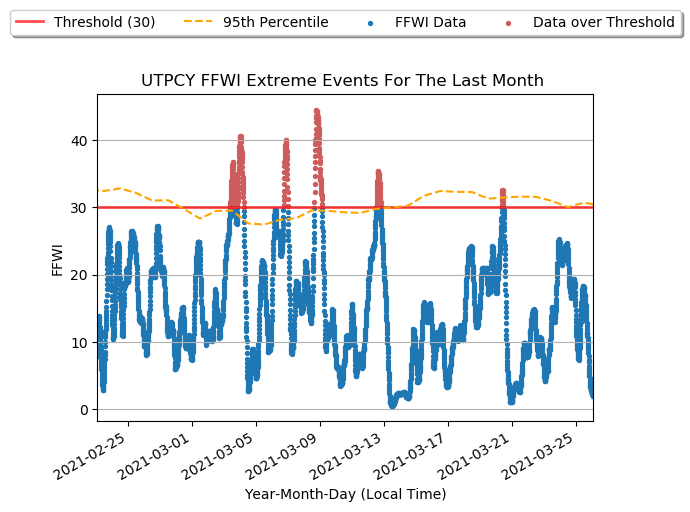 Threshold (30) 95th Percentile FFWI Data Data over Threshold
UTPCY FFWI Extreme Events For The Last Month
40
30
20
10
0
FFWI
2021-02-25 2021-03-01 2021-03-05 2021-03-09 2021-03-13 2021-03-17 2021-03-21 2021-03-25
Year-Month-Day (Local Time)